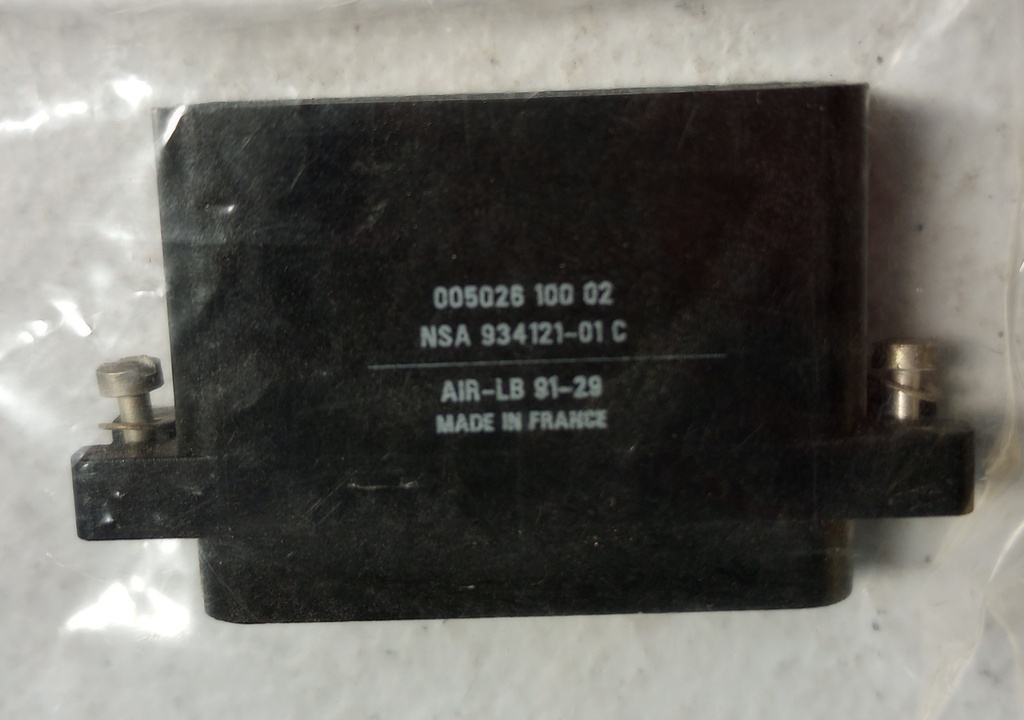 005026 100 02
NSA 934121-01 C
AIR-LB 91-29
MADE IN FRANCE